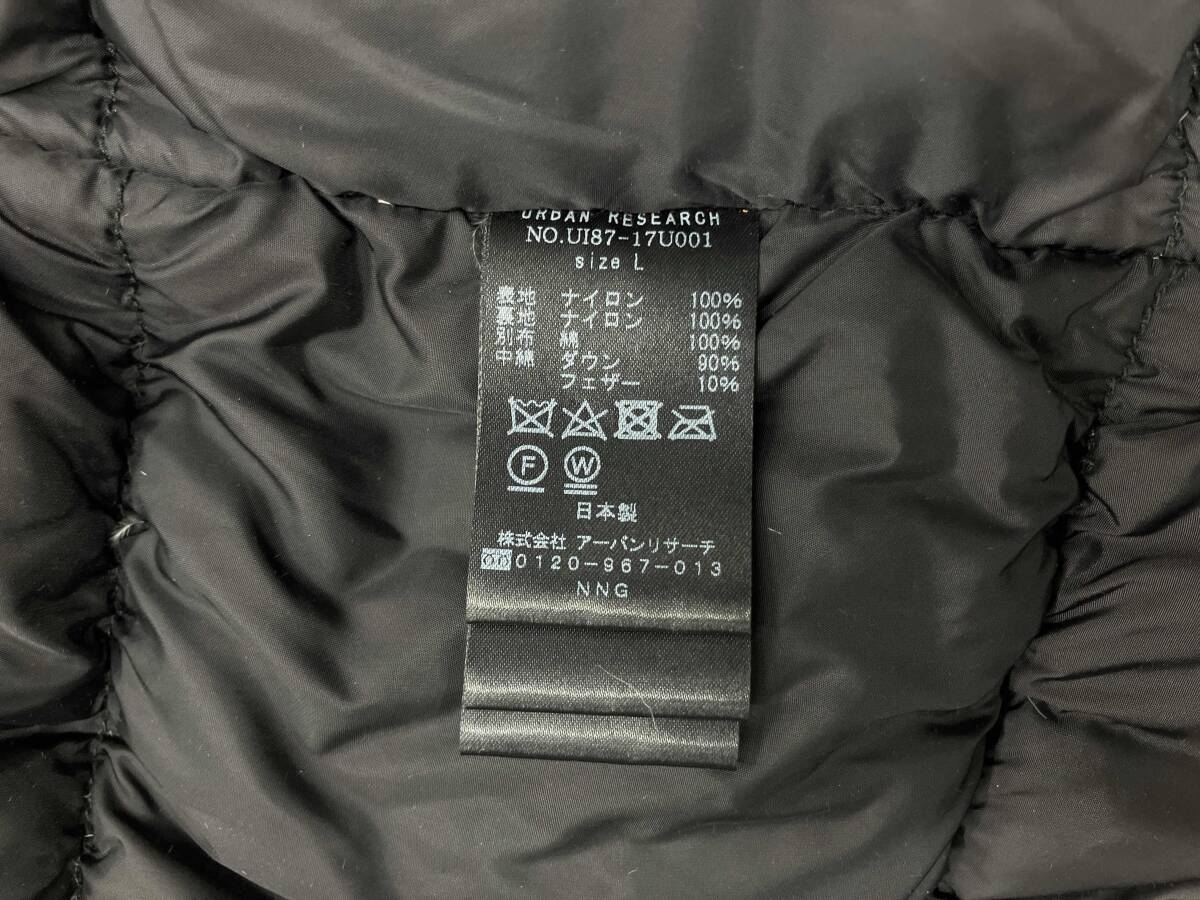 URBAN RESEARCH
NO.UI87-17U001
size L
表地 ナイロン 100%
裏地 ナイロン 100%
別布 綿 100%
中綿 ダウン 90%
フェザー 10%
F W
日本製
株式会社 アーバンリサーチ
0120-967-013
NNG